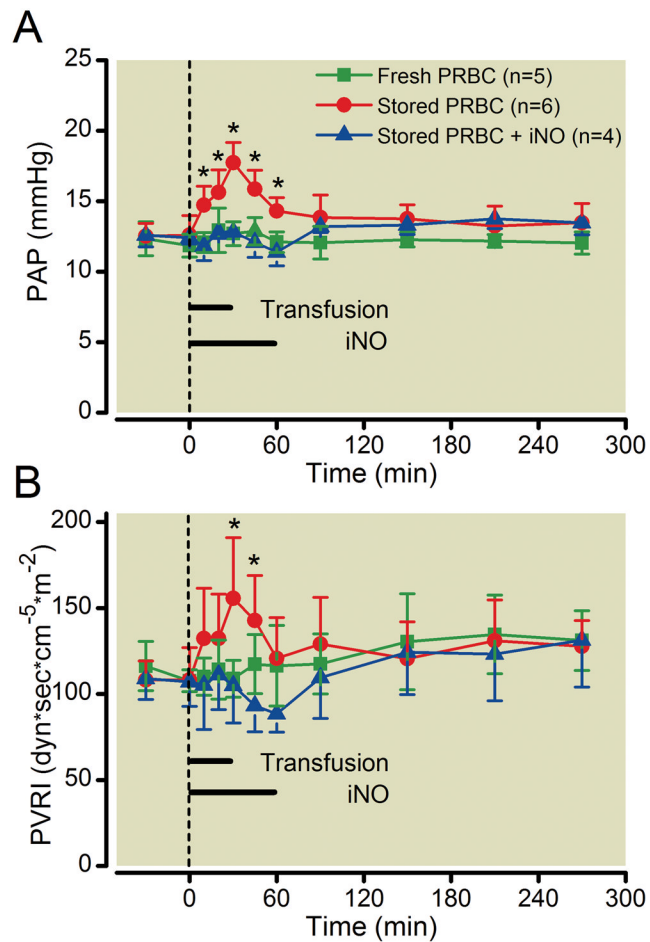 A
25
20
15
10
5
0
PAP (mmHg)
Fresh PRBC (n=5)
Stored PRBC (n=6)
Stored PRBC + iNO (n=4)
* * * * *
Transfusion
iNO
0 60 120 180 240 300
Time (min)
B
200
150
100
50
0
PVRI (dyn*sec*cm-5*m-2)
* *
Transfusion
iNO
0 60 120 180 240 300
Time (min)